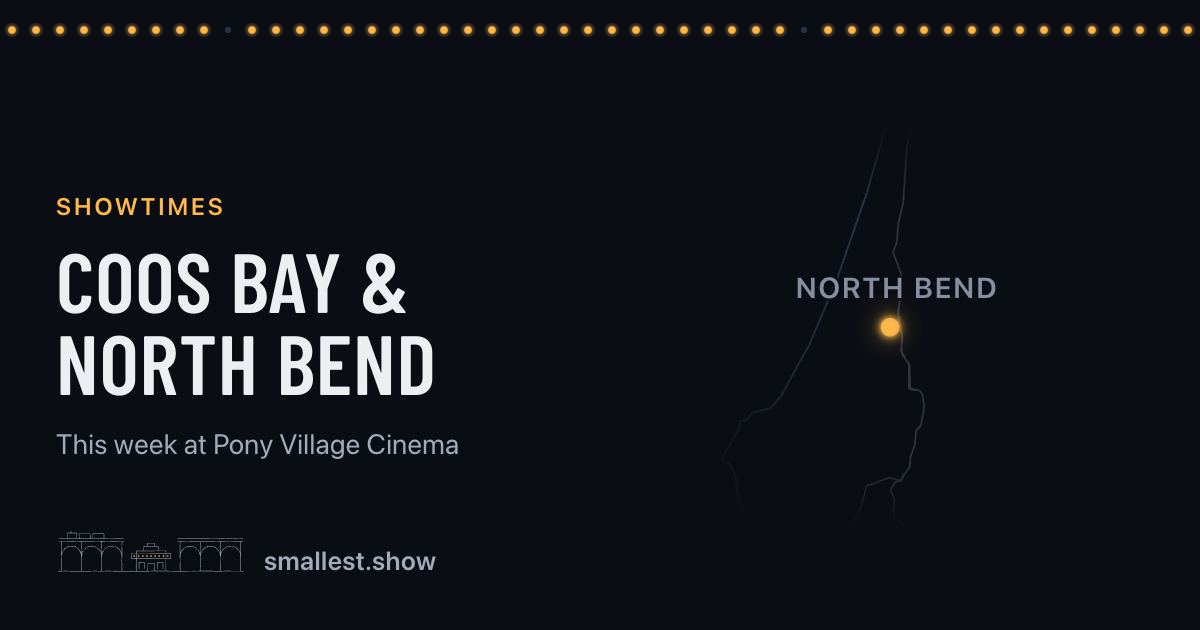 SHOWTIMES
COOS BAY &
NORTH BEND
This week at Pony Village Cinema
smallest.show
NORTH BEND